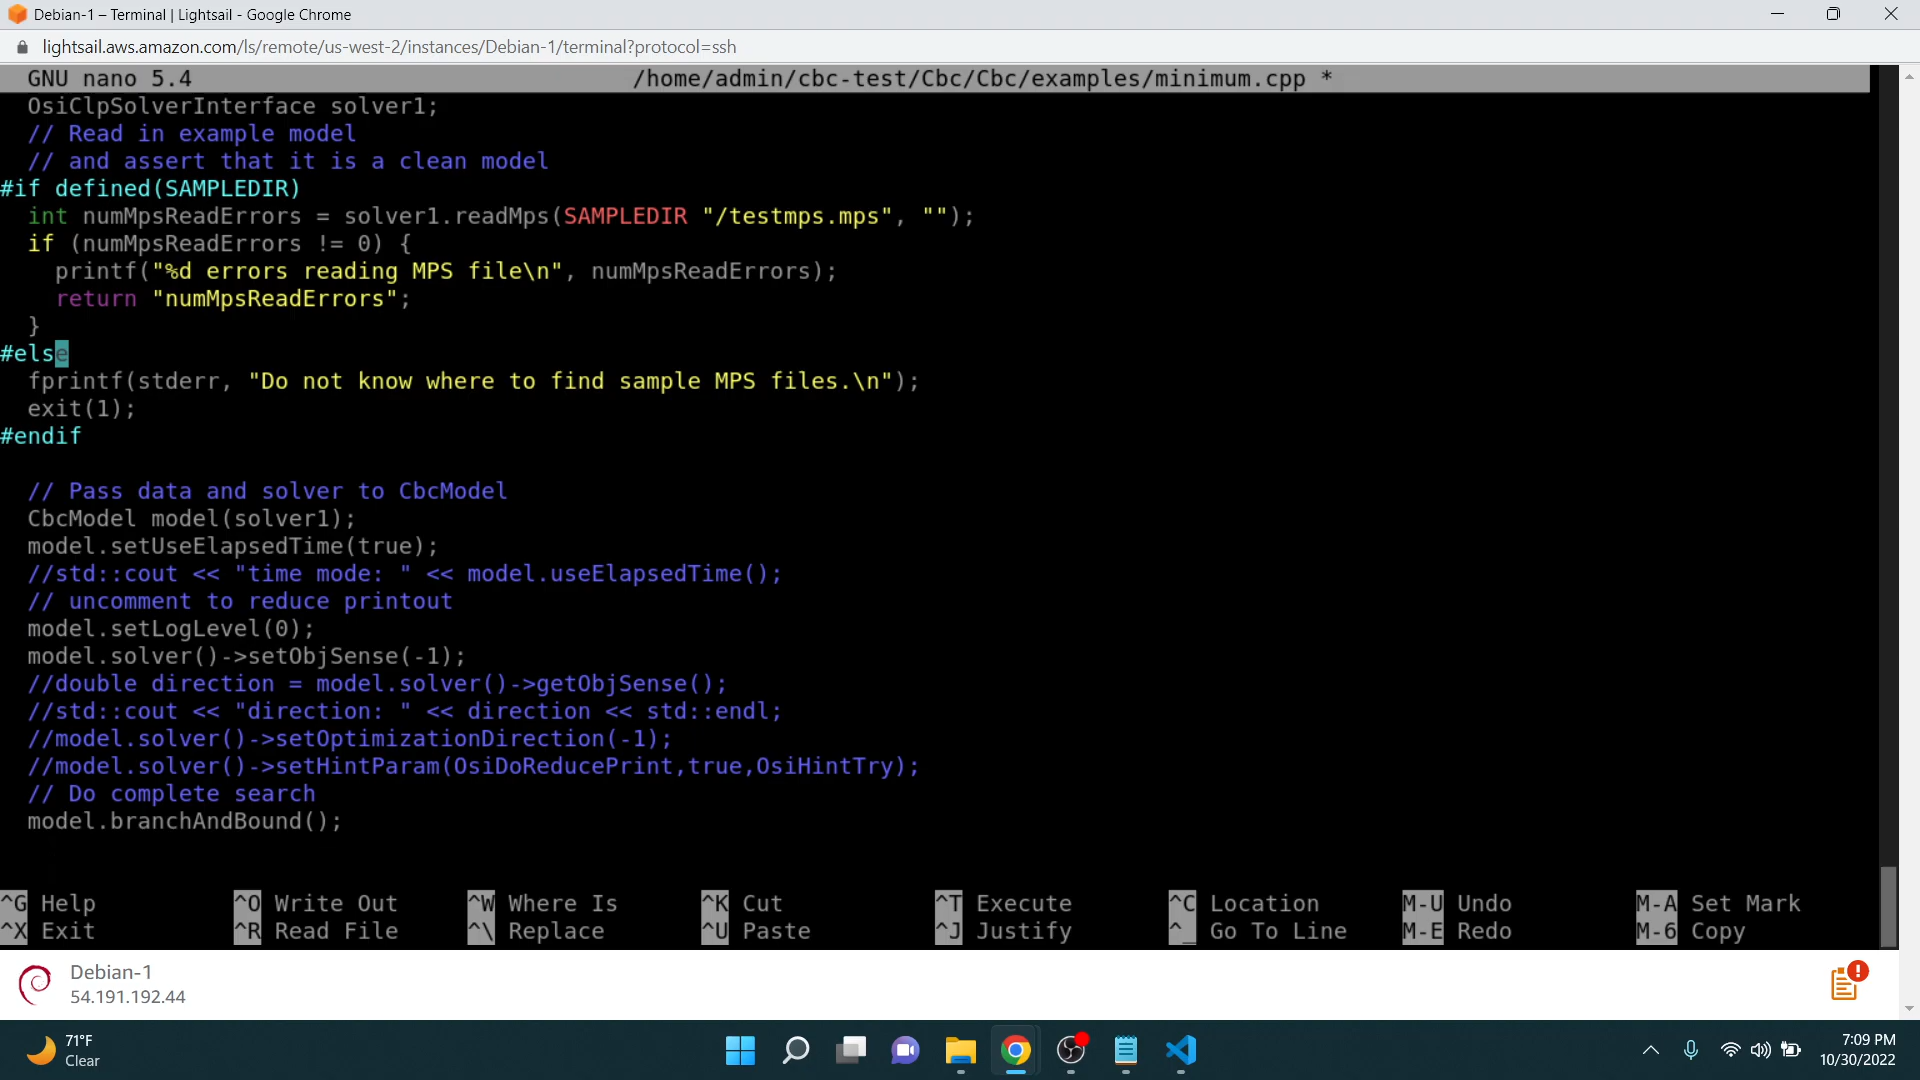 Debian-1 – Terminal | Lightsail - Google Chrome
lightsail.aws.amazon.com/ls/remote/us-west-2/instances/Debian-1/terminal?protocol=ssh
GNU nano 5.4 /home/admin/cbc-test/Cbc/Cbc/examples/minimum.cpp *
OsiClpSolverInterface solver1;
// Read in example model
// and assert that it is a clean model
#if defined(SAMPLEDIR)
int numMpsReadErrors = solver1.readMps(SAMPLEDIR "/testmps.mps", "");
if (numMpsReadErrors != 0) {
printf("%d errors reading MPS file\n", numMpsReadErrors);
return "numMpsReadErrors";
}
#else
fprintf(stderr, "Do not know where to find sample MPS files.\n");
exit(1);
#endif
// Pass data and solver to CbcModel
CbcModel model(solver1);
model.setUseElapsedTime(true);
//std::cout << "time mode: " << model.useElapsedTime();
// uncomment to reduce printout
model.setLogLevel(0);
model.solver()->setObjSense(-1);
//double direction = model.solver()->getObjSense();
//std::cout << "direction: " << direction << std::endl;
//model.solver()->setOptimizationDirection(-1);
//model.solver()->setHintParam(OsiDoReducePrint,true,OsiHintTry);
// Do complete search
model.branchAndBound();
^G Help ^O Write Out ^W Where Is ^K Cut ^T Execute ^C Location M-U Undo M-A Set Mark
^X Exit ^R Read File ^\ Replace ^U Paste ^J Justify ^_ Go To Line M-E Redo M-6 Copy
Debian-1
54.191.192.44
71°F
Clear
7:09 PM
10/30/2022